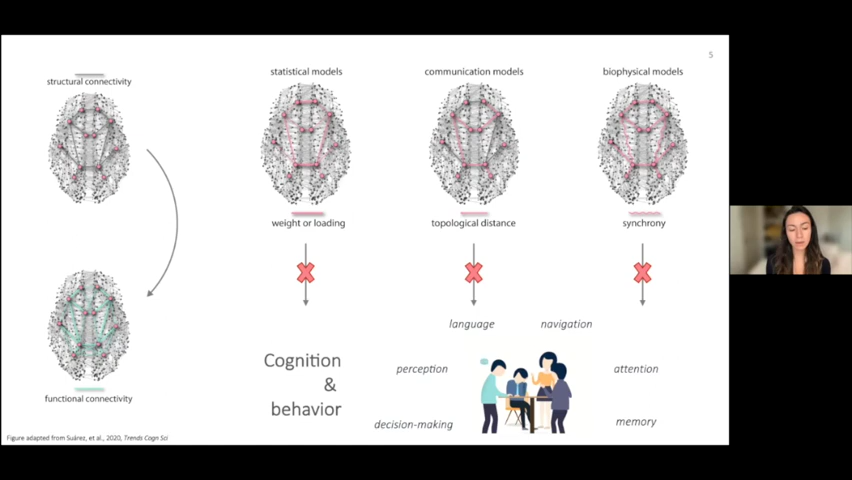 5
structural connectivity
statistical models
communication models
biophysical models
weight or loading
topological distance
synchrony
language
navigation
Cognition
&
behavior
perception
attention
decision-making
memory
functional connectivity
Figure adapted from Suárez, et al., 2020, Trends Cogn Sci